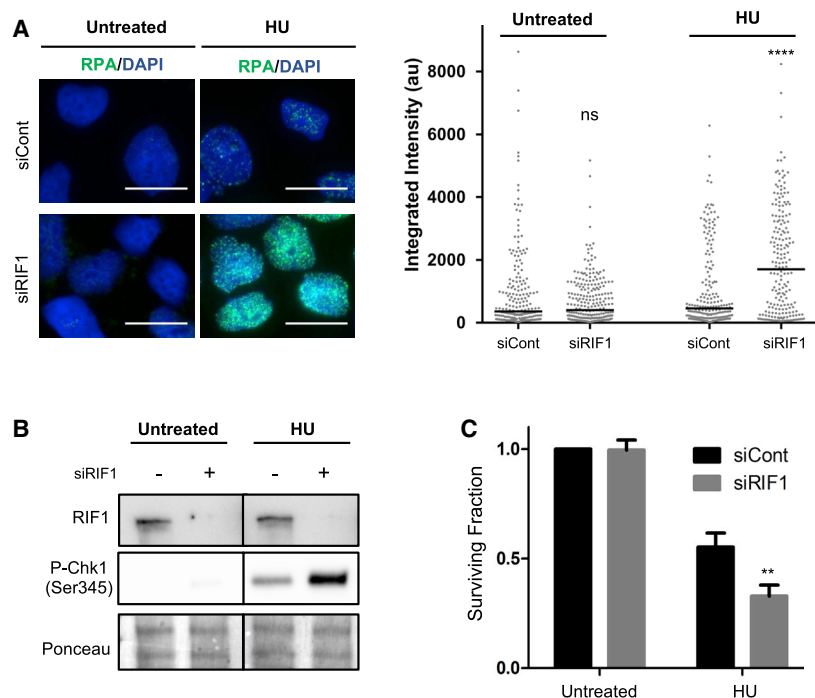 A
Untreated
HU
RPA/DAPI
RPA/DAPI
siCont
siRIF1
Untreated
HU
Integrated Intensity (au)
8000
6000
4000
2000
0
ns
****
siCont
siRIF1
siCont
siRIF1
B
Untreated
HU
siRIF1 - + - +
RIF1
P-Chk1
(Ser345)
Ponceau
C
Surviving Fraction
1.0
0.5
0.0
siCont
siRIF1
**
Untreated
HU